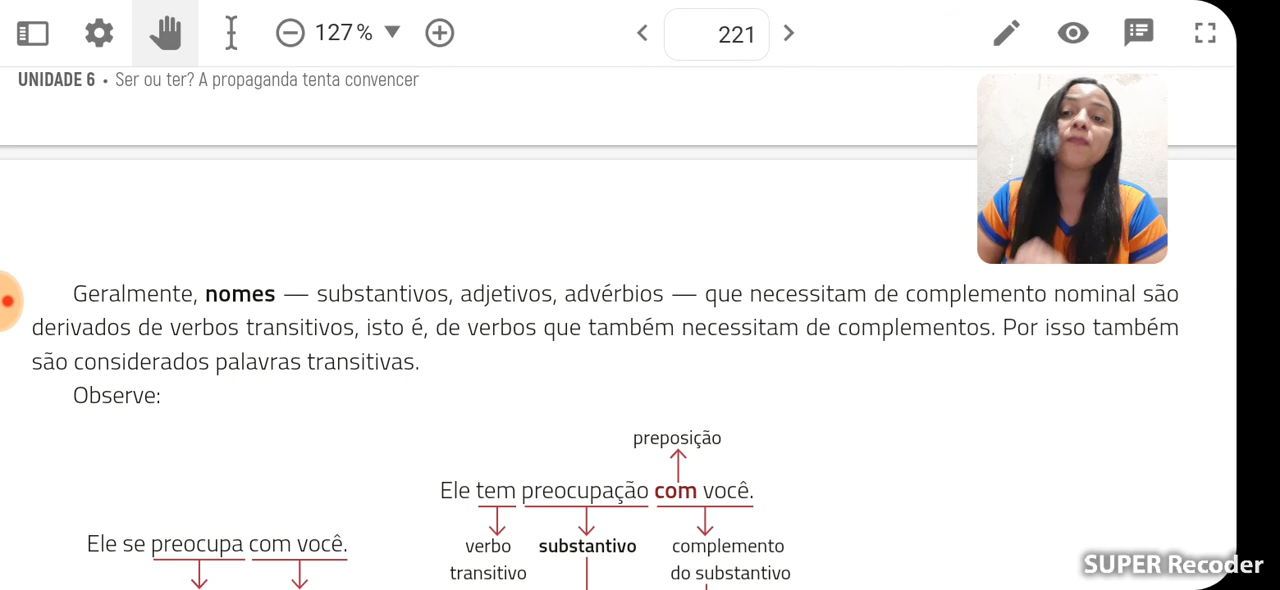 127% 221
UNIDADE 6 • Ser ou ter? A propaganda tenta convencer
Geralmente, nomes — substantivos, adjetivos, advérbios — que necessitam de complemento nominal são
derivados de verbos transitivos, isto é, de verbos que também necessitam de complementos. Por isso também
são considerados palavras transitivas.
Observe:
preposição
Ele tem preocupação com você.
verbo substantivo complemento
transitivo do substantivo
Ele se preocupa com você.
SUPER Recoder